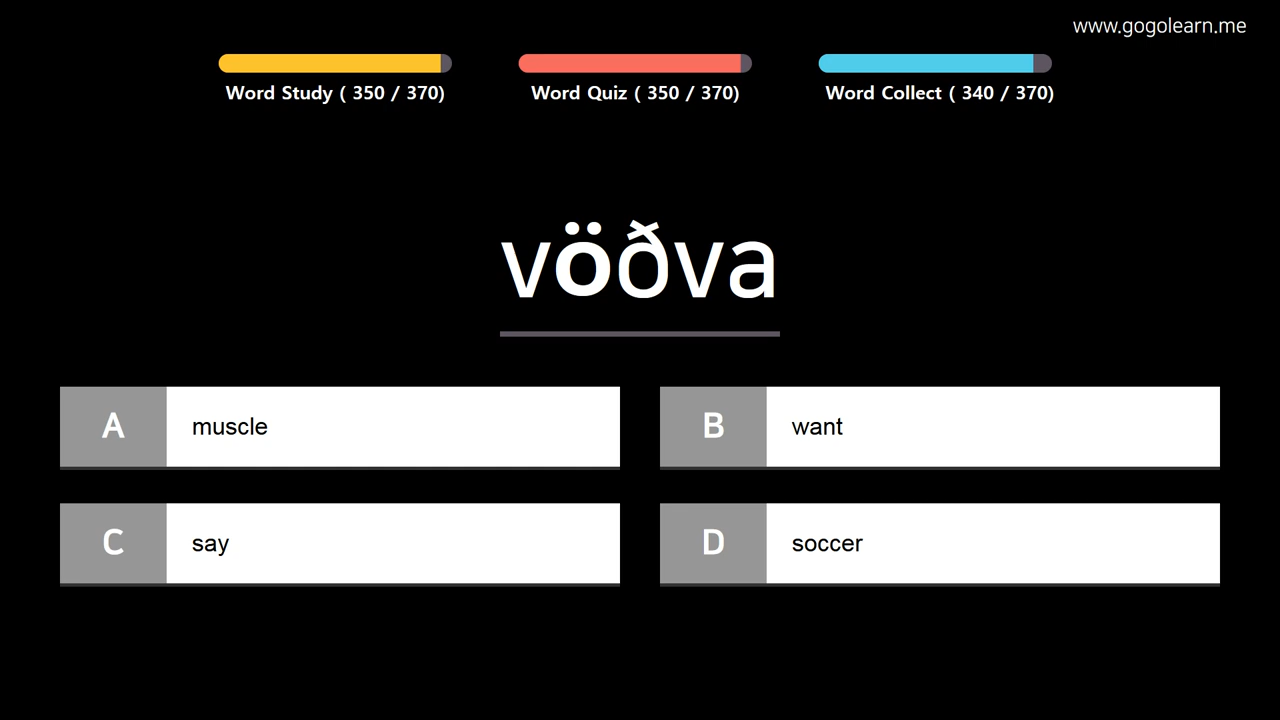 www.gogolearn.me
Word Study ( 350 / 370)
Word Quiz ( 350 / 370)
Word Collect ( 340 / 370)
vöðva
A muscle
B want
C say
D soccer